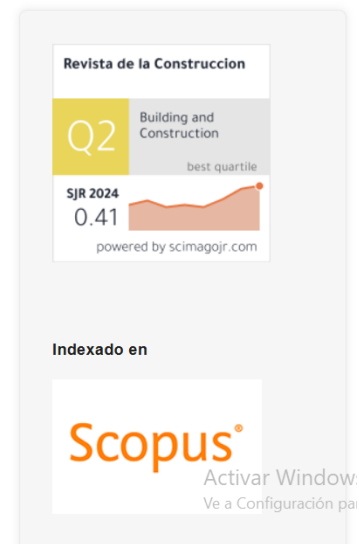 Revista de la Construccion
Q2
Building and
Construction
best quartile
SJR 2024
0.41
powered by scimagojr.com
Indexado en
Scopus®
Activar Windows
Ve a Configuración par